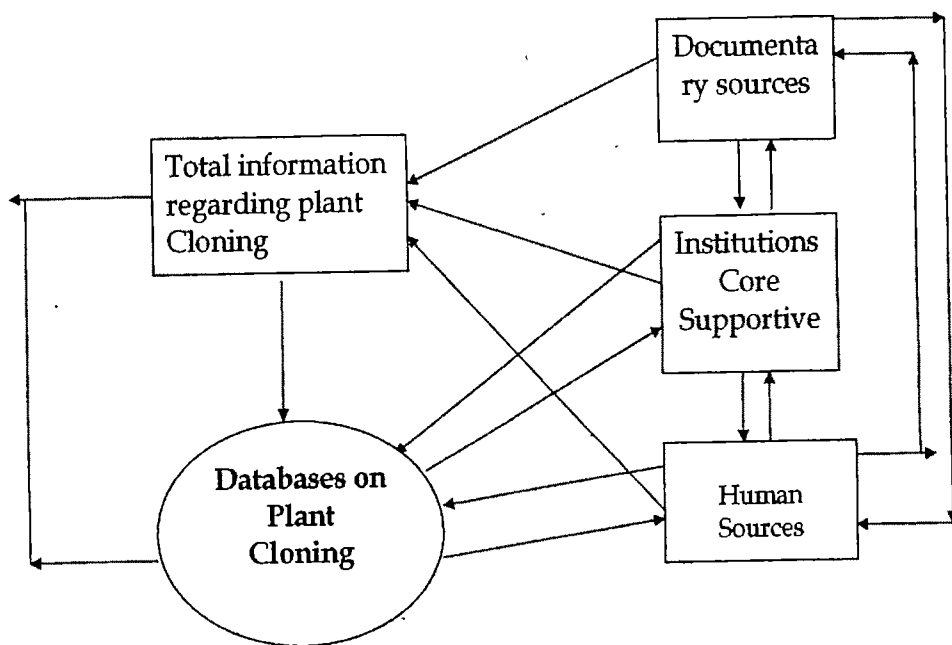 Documenta
ry sources
Total information
regarding plant
Cloning
Institutions
Core
Supportive
Databases on
Plant
Cloning
Human
Sources